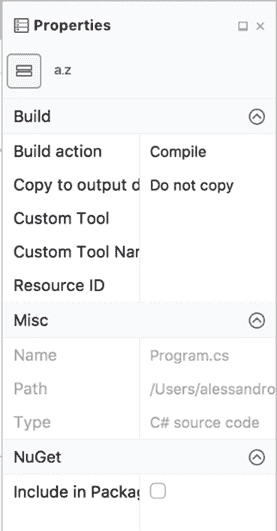 Properties
a.z
Build
Build action Compile
Copy to output d Do not copy
Custom Tool
Custom Tool Nar
Resource ID
Misc
Name Program.cs
Path /Users/alessandro
Type C# source code
NuGet
Include in Packag